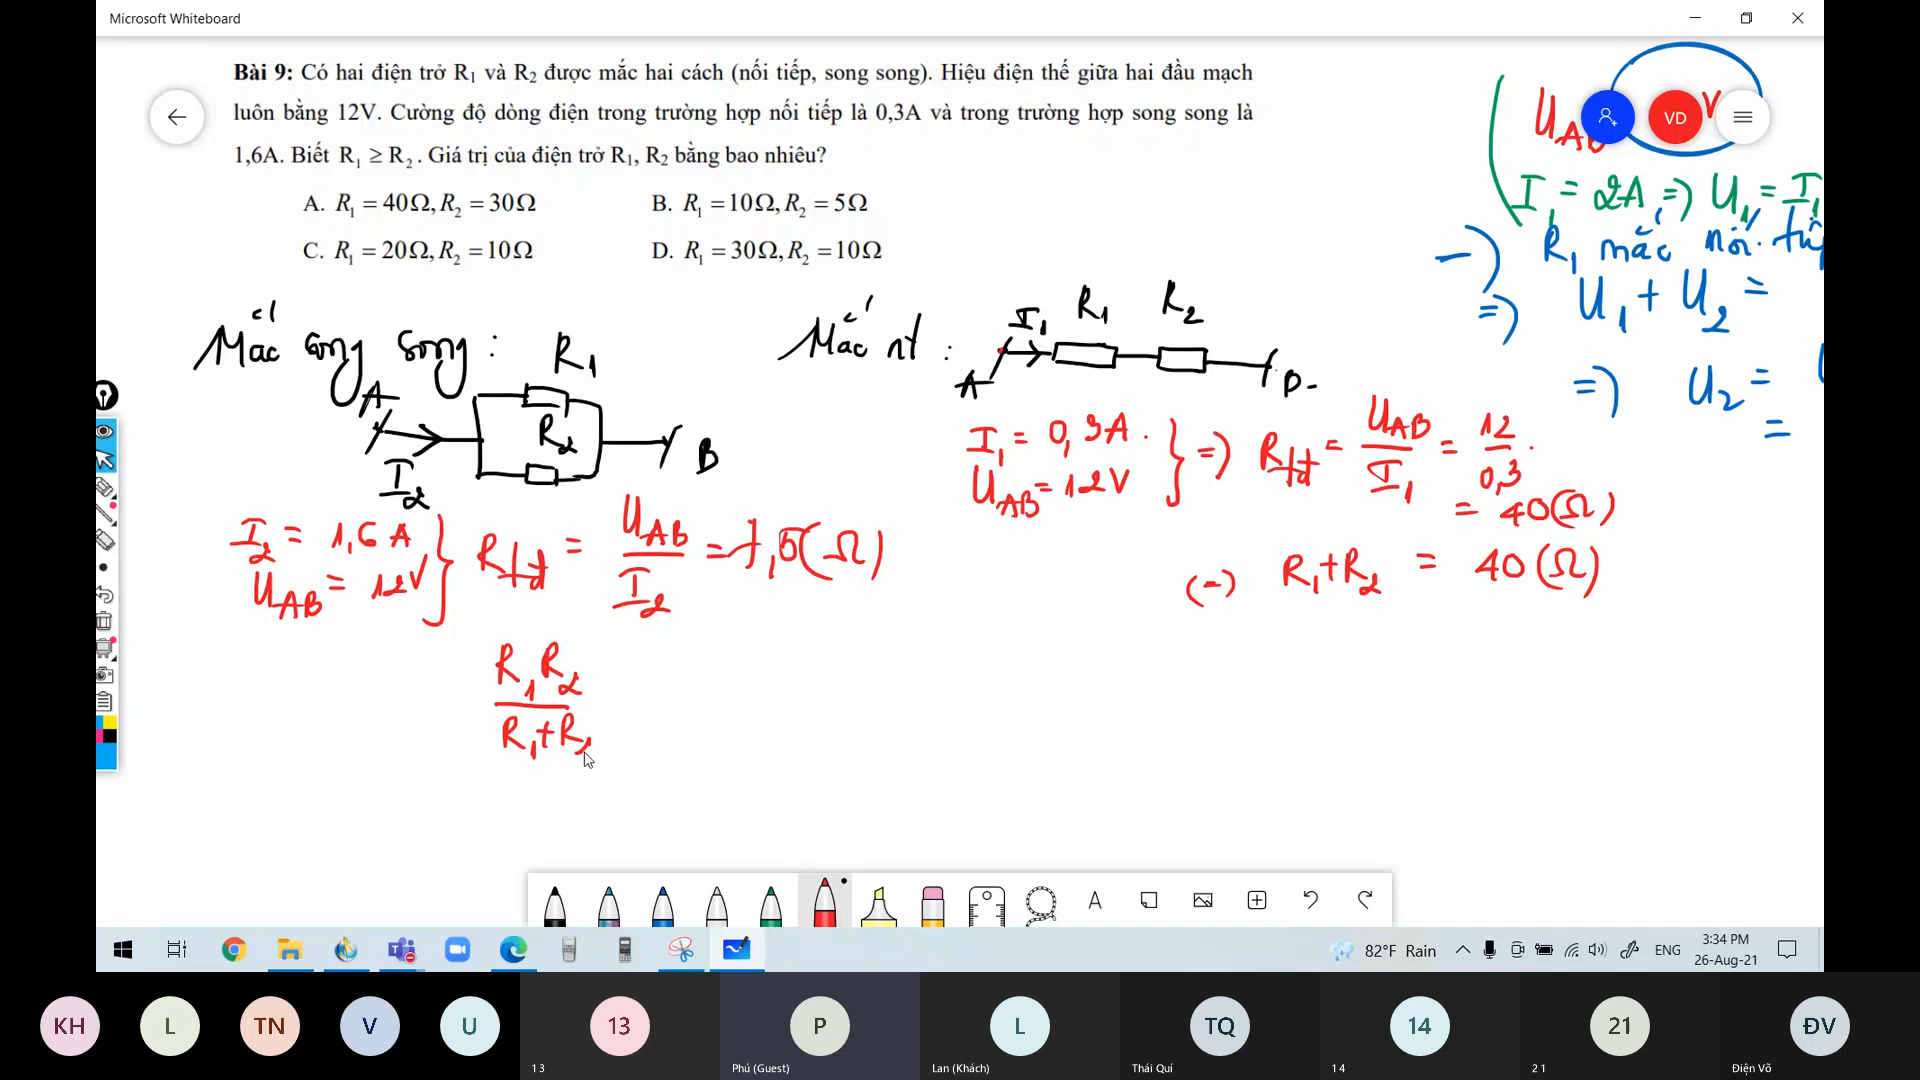 Microsoft Whiteboard
Bài 9: Có hai điện trở R₁ và R₂ được mắc hai cách (nối tiếp, song song). Hiệu điện thế giữa hai đầu mạch
luôn bằng 12V. Cường độ dòng điện trong trường hợp nối tiếp là 0,3A và trong trường hợp song song là
1,6A. Biết R₁ ≥ R₂. Giá trị của điện trở R₁, R₂ bằng bao nhiêu?
A. R₁ = 40Ω, R₂ = 30Ω
B. R₁ = 10Ω, R₂ = 5Ω
C. R₁ = 20Ω, R₂ = 10Ω
D. R₁ = 30Ω, R₂ = 10Ω
U_AB
VD
V
I₁ = 2A => U₁ = I₁
R₁ mắc nối
=> U₁ + U₂ =
=> U₂ =
=
Mắc song song :
R₁
A
R₂
B
I₂
Mắc nt :
I₁ R₁ R₂
A
B
I₁ = 0,3A.
U_AB = 12V
} => Rtđ = U_AB / I₁ = 12 / 0,3.
= 40(Ω)
R₁+R₂ = 40(Ω)
I₂ = 1,6A
U_AB = 12V
} Rtđ = U_AB / I₂ = 7,5(Ω)
R₁R₂
R₁+R
82°F Rain
ENG
3:34 PM
26-Aug-21
KH
L
TN
V
U
13
P
L
TQ
14
21
ĐV
13
Phú (Guest)
Lan (Khách)
Thái Quí
14
21
Điện Võ